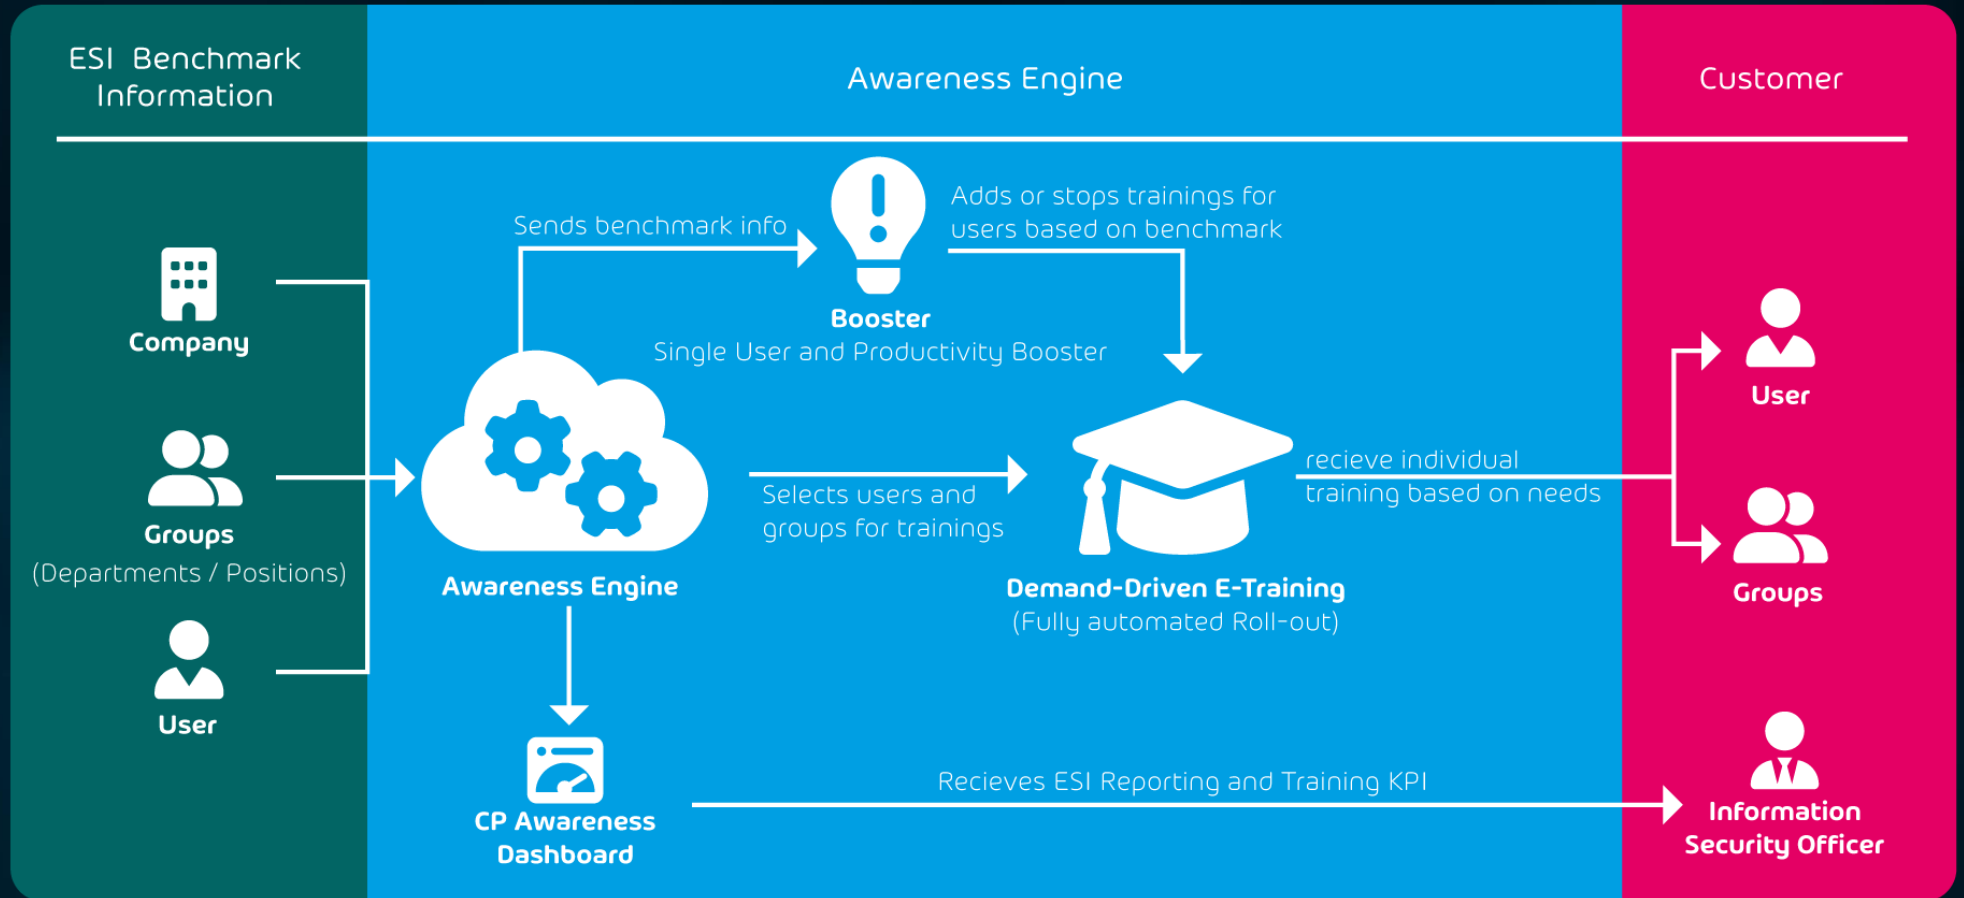 ESI Benchmark
Information
Awareness Engine
Customer
Company
Groups
(Departments / Positions)
User
Sends benchmark info
Booster
Single User and Productivity Booster
Adds or stops trainings for
users based on benchmark
Awareness Engine
Selects users and
groups for trainings
Demand-Driven E-Training
(Fully automated Roll-out)
recieve individual
training based on needs
User
Groups
CP Awareness
Dashboard
Recieves ESI Reporting and Training KPI
Information
Security Officer